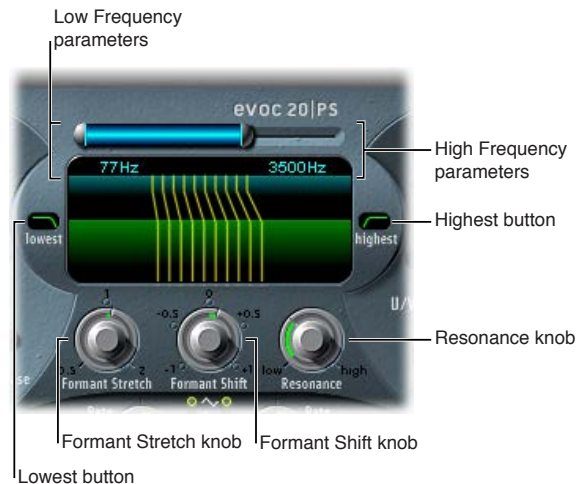 Low Frequency
parameters
evoc 20|PS
77Hz
3500Hz
High Frequency
parameters
lowest
highest
Highest button
1
0.5
2
Formant Stretch
0
-0.5
+0.5
-1
+1
Formant Shift
low
high
Resonance
U/V
se
Resonance knob
Formant Stretch knob
Formant Shift knob
Lowest button